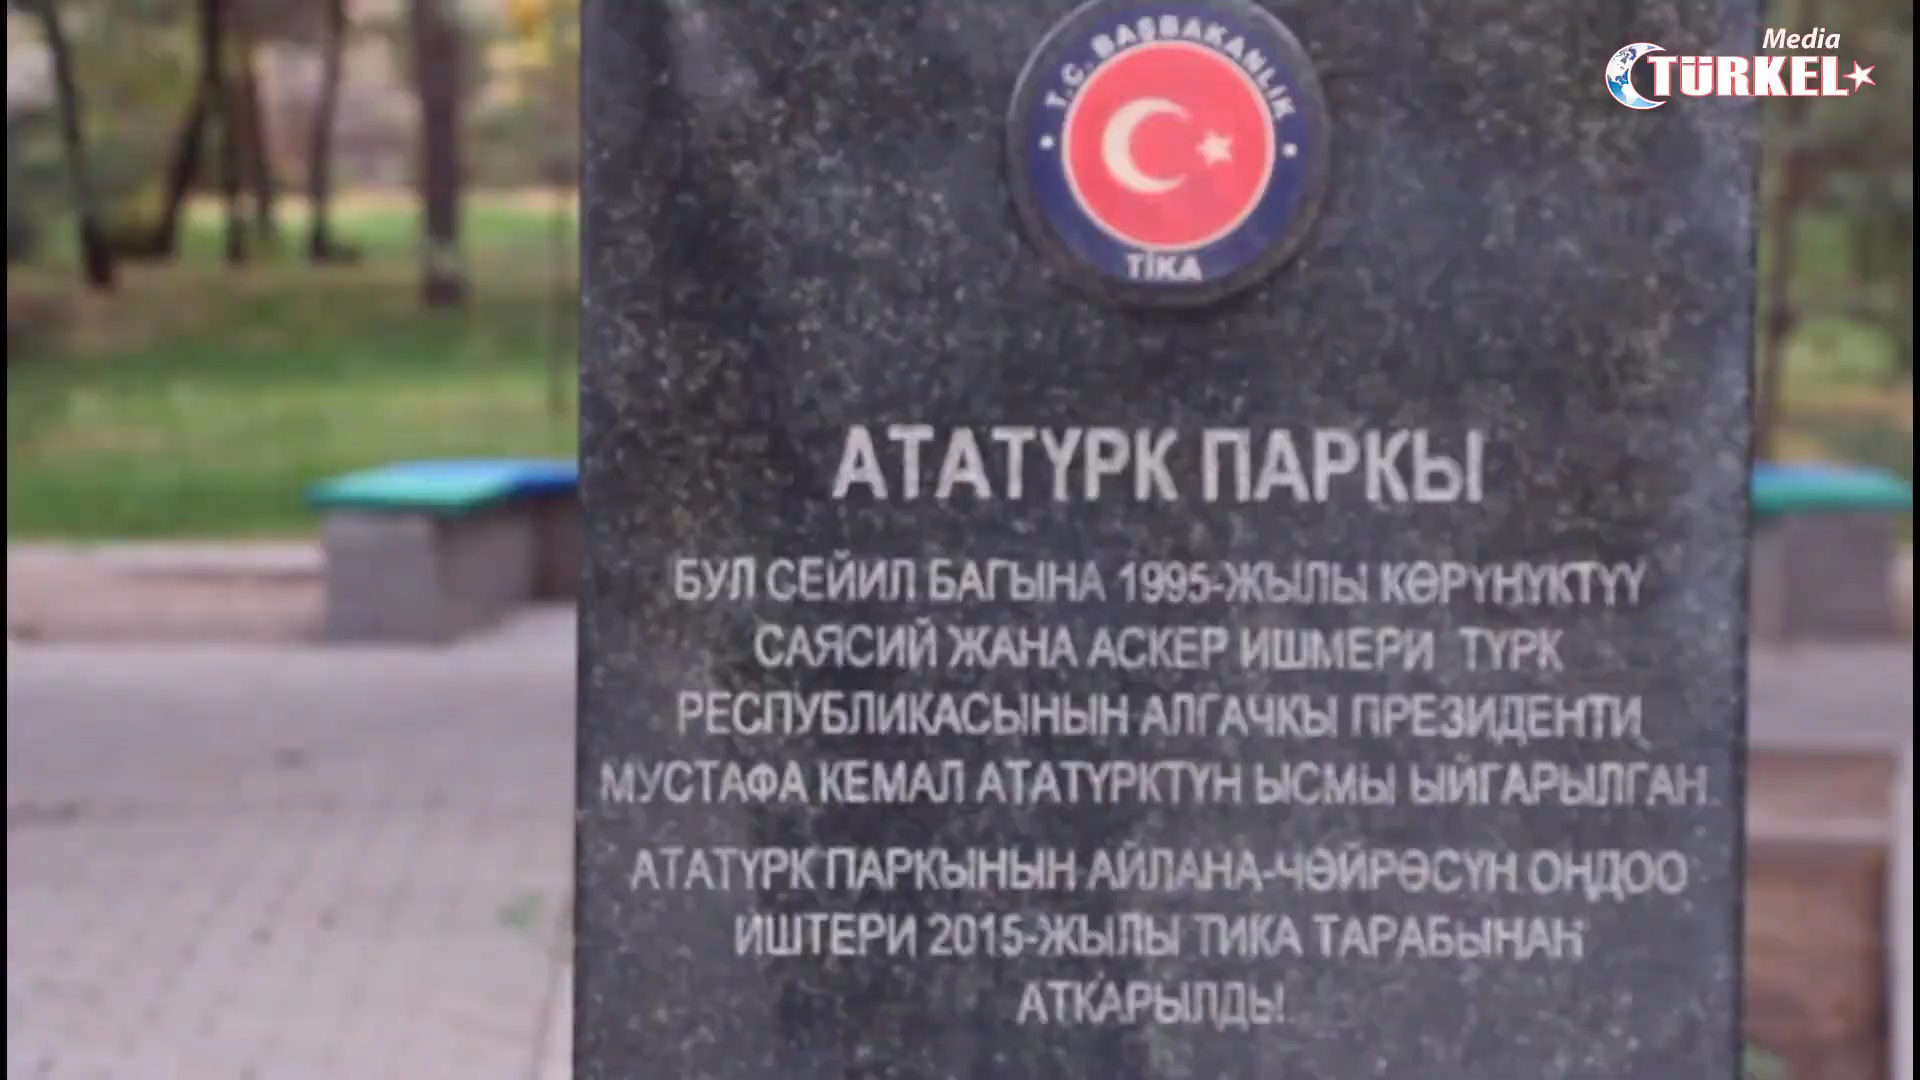 Media
TÜRKEL
T.C. BAŞBAKANLIK
TİKA
АТАТҮРК ПАРКЫ
БУЛ СЕЙИЛ БАГЫНА 1995-ЖЫЛЫ КӨРҮНҮКТҮҮ
САЯСИЙ ЖАНА АСКЕР ИШМЕРИ ТҮРК
РЕСПУБЛИКАСЫНЫН АЛГАЧКЫ ПРЕЗИДЕНТИ
МУСТАФА КЕМАЛ АТАТҮРКТҮН ЫСМЫ ЫЙГАРЫЛГАН.
АТАТҮРК ПАРКЫНЫН АЙЛАНА-ЧӨЙРӨСҮН ОҢДОО
ИШТЕРИ 2015-ЖЫЛЫ ТИКА ТАРАБЫНАН
АТКАРЫЛДЫ.